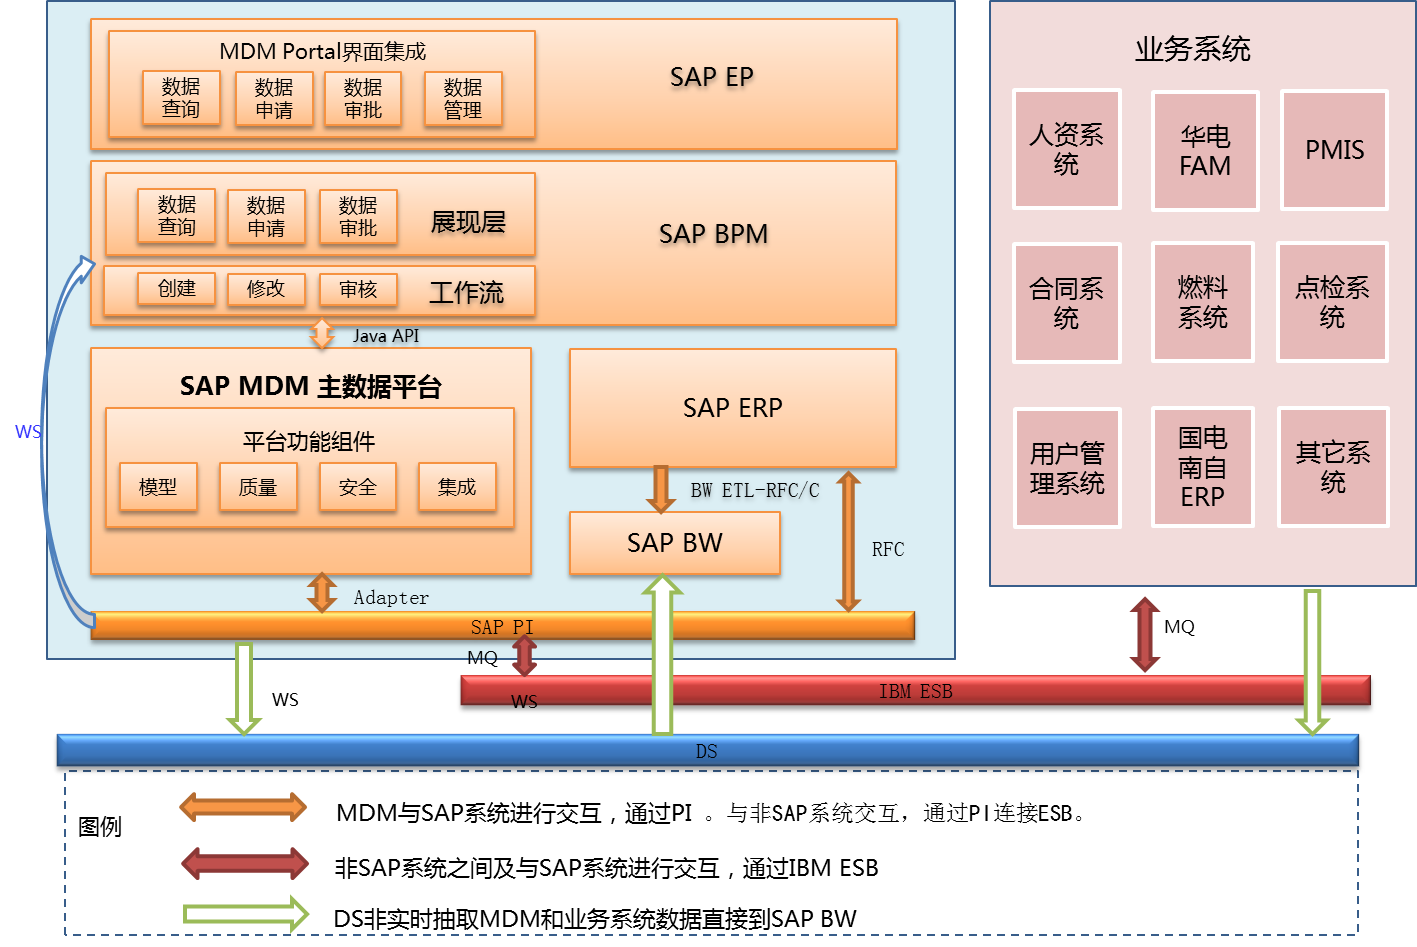 MDM Portal界面集成
数据
查询
数据
申请
数据
审批
数据
管理
SAP EP
数据
查询
数据
申请
数据
审批
展现层
SAP BPM
创建
修改
审核
工作流
Java API
SAP MDM 主数据平台
平台功能组件
模型
质量
安全
集成
SAP ERP
BW ETL-RFC/C
SAP BW
RFC
WS
Adapter
SAP PI
MQ
WS
WS
IBM ESB
DS
业务系统
人资系
统
华电
FAM
PMIS
合同系
统
燃料
系统
点检系
统
用户管
理系统
国电
南自
ERP
其它系
统
MQ
图例
MDM与SAP系统进行交互，通过PI 。与非SAP系统交互，通过PI连接ESB。
非SAP系统之间及与SAP系统进行交互，通过IBM ESB
DS非实时抽取MDM和业务系统数据直接到SAP BW